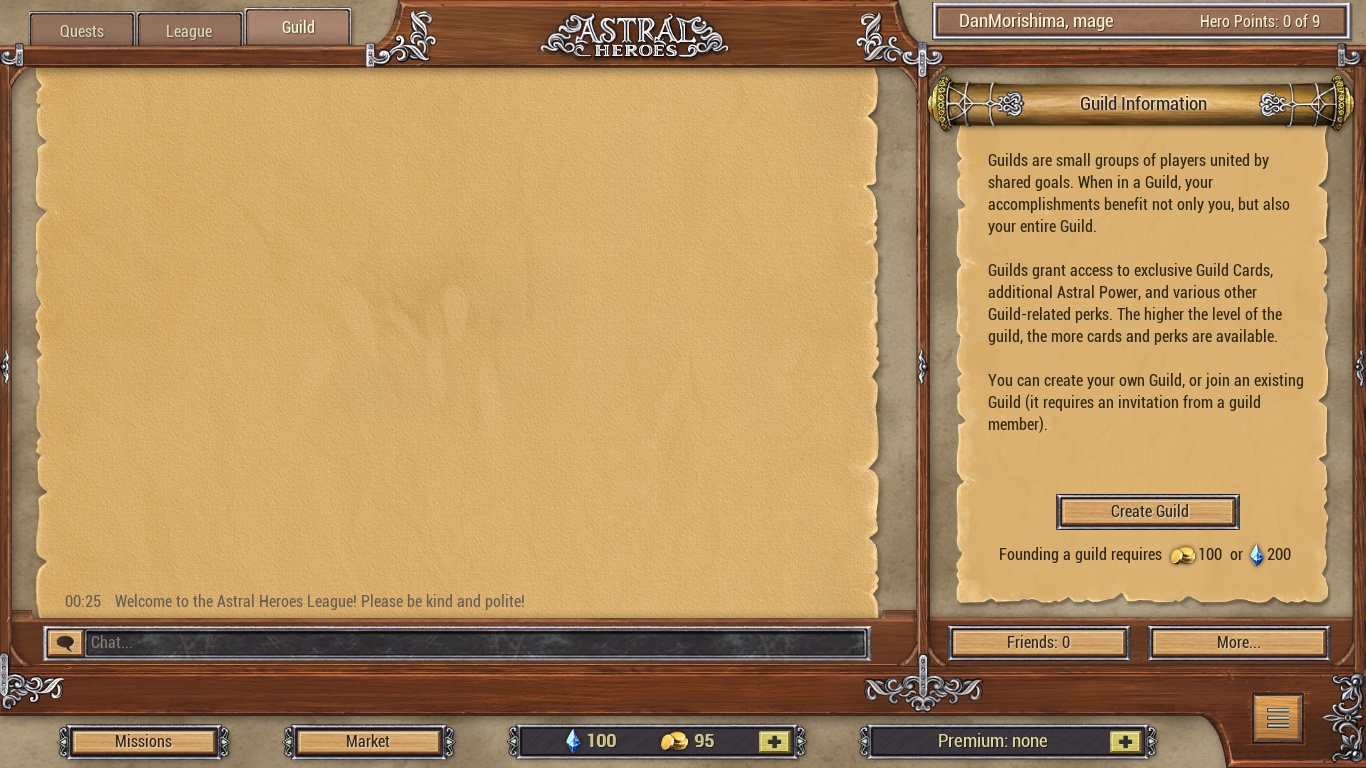 Quests
League
Guild
ASTRAL
HEROES
DanMorishima, mage
Hero Points: 0 of 9
Guild Information
Guilds are small groups of players united by
shared goals. When in a Guild, your
accomplishments benefit not only you, but also
your entire Guild.
Guilds grant access to exclusive Guild Cards,
additional Astral Power, and various other
Guild-related perks. The higher the level of the
guild, the more cards and perks are available.
You can create your own Guild, or join an existing
Guild (it requires an invitation from a guild
member).
Create Guild
Founding a guild requires 100 or 200
00:25 Welcome to the Astral Heroes League! Please be kind and polite!
Chat...
Friends: 0
More...
Missions
Market
100
95
Premium: none